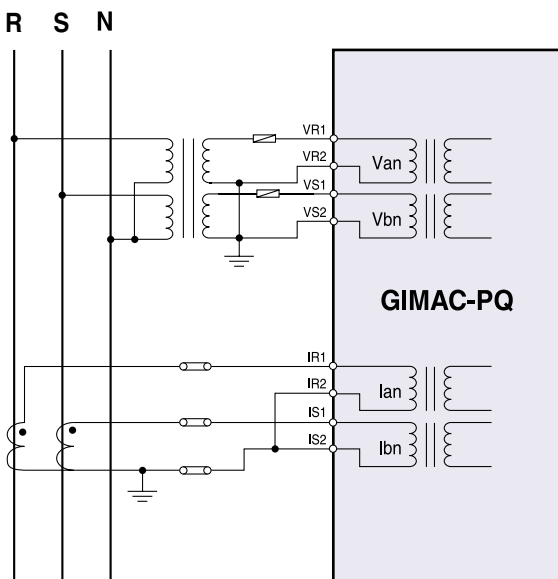 R S N
VR1
VR2
Van
VS1
VS2
Vbn
GIMAC-PQ
IR1
IR2
Ian
IS1
IS2
Ibn